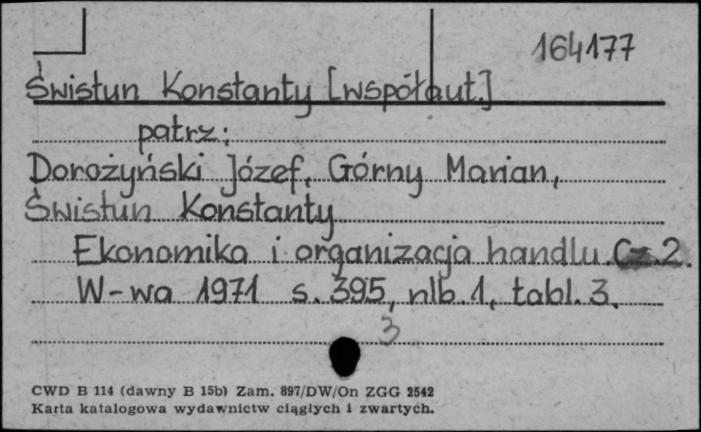 164177
Świstun Konstanty [współaut.]
patrz:
Dorożyński Józef, Górny Marian,
Świstun Konstanty
Ekonomika i organizacja handlu. Cz. 2.
W-wa 1971 s. 395, nlb. 1, tabl. 3.
3
CWD B 114 (dawny B 15b) Zam. 897/DW/On ZGG 2542
Karta katalogowa wydawnictw ciągłych i zwartych.